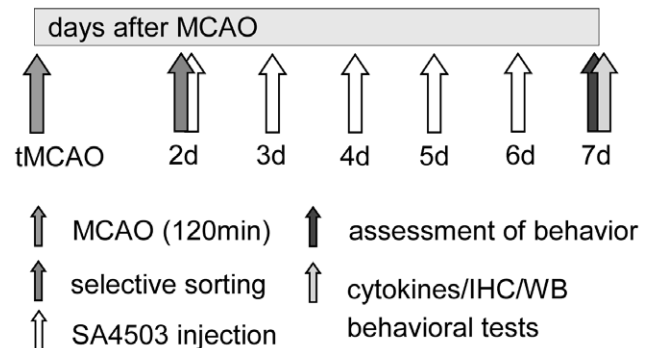 days after MCAO
tMCAO 2d 3d 4d 5d 6d 7d
MCAO (120min) assessment of behavior
selective sorting cytokines/IHC/WB
SA4503 injection behavioral tests